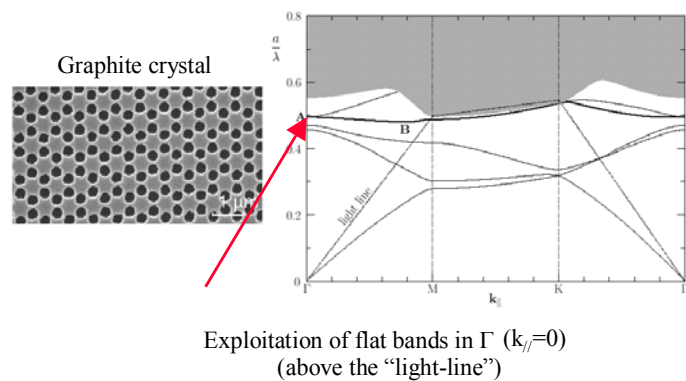 Graphite crystal
1 μm
a
λ
0.8
0.6
0.4
0.2
0
A
B
light line
Γ
M
K
Γ
k∥
Exploitation of flat bands in Γ (k//=0)
(above the “light-line”)